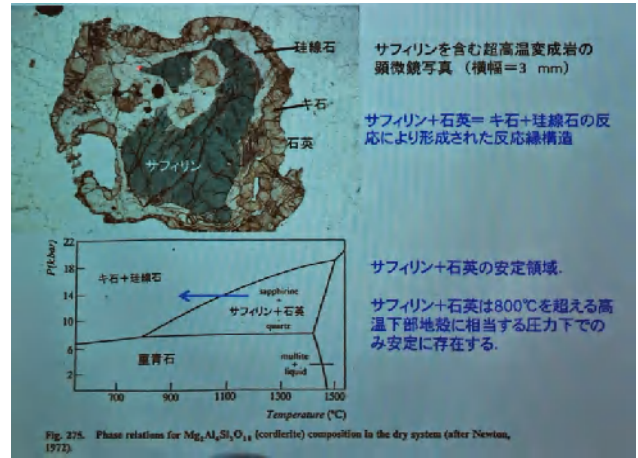 珪線石
キ石
石英
サフィリン
サフィリンを含む超高温変成岩の
顕微鏡写真 (横幅=3 mm)
サフィリン+石英= キ石+珪線石の反
応により形成された反応縁構造
P(kbar)
22
18
14
10
6
2
キ石+珪線石
sapphirine
+
サフィリン+石英
quartz
菫青石
mullite +
liquid
700
900
1100
1300
1500
Temperature (°C)
サフィリン+石英の安定領域.
サフィリン+石英は800℃を超える高
温下部地殻に相当する圧力下での
み安定に存在する.
Fig. 275. Phase relations for Mg2Al4Si5O18 (cordierite) composition in the dry system (after Newton,
1972).